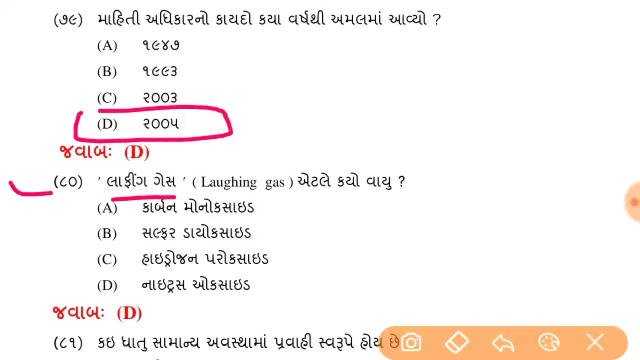 (૭૯) માહિતી અધિકારનો કાયદો કયા વર્ષથી અમલમાં આવ્યો ?
(A) ૧૯૪૭
(B) ૧૯૯૩
(C) ૨૦૦૩
(D) ૨૦૦૫
જવાબઃ (D)
(૮૦) ' લાફીંગ ગેસ ' ( Laughing gas ) એટલે કયો વાયુ ?
(A) કાર્બન મોનોકસાઇડ
(B) સલ્ફર ડાયોકસાઇડ
(C) હાઇડ્રોજન પરોકસાઇડ
(D) નાઇટ્રસ ઓકસાઇડ
જવાબઃ (D)
(૮૧) કઇ ધાતુ સામાન્ય અવસ્થામાં પ્રવાહી સ્વરૂપે હોય છે